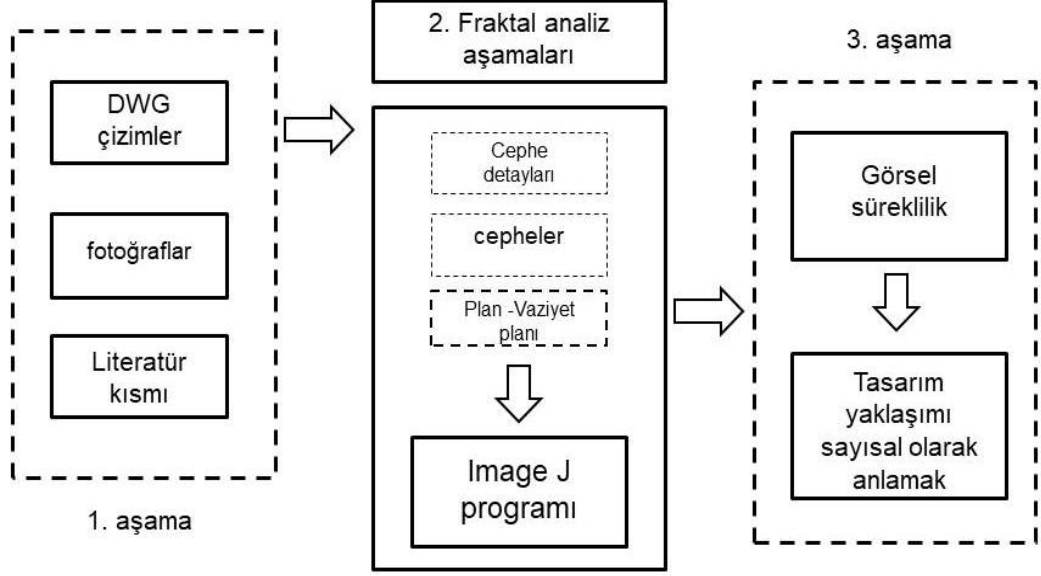 DWG
çizimler
fotoğraflar
Literatür
kısmı
1. aşama
2. Fraktal analiz
aşamaları
Cephe
detayları
cepheler
Plan -Vaziyet
planı
Image J
programı
3. aşama
Görsel
süreklilik
Tasarım
yaklaşımı
sayısal olarak
anlamak